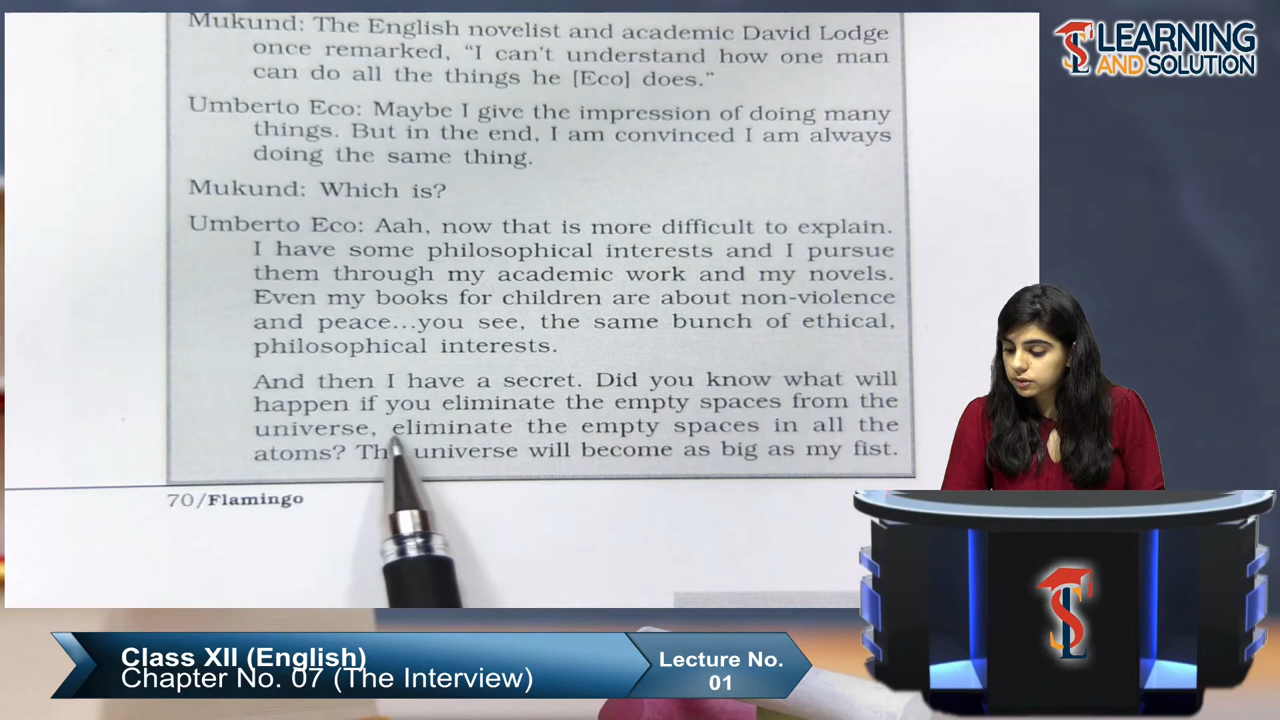 Mukund: The English novelist and academic David Lodge
once remarked, "I can't understand how one man
can do all the things he [Eco] does."
Umberto Eco: Maybe I give the impression of doing many
things. But in the end, I am convinced I am always
doing the same thing.
Mukund: Which is?
Umberto Eco: Aah, now that is more difficult to explain.
I have some philosophical interests and I pursue
them through my academic work and my novels.
Even my books for children are about non-violence
and peace...you see, the same bunch of ethical,
philosophical interests.
And then I have a secret. Did you know what will
happen if you eliminate the empty spaces from the
universe, eliminate the empty spaces in all the
atoms? The universe will become as big as my fist.
70/Flamingo
LEARNING
AND SOLUTION
Class XII (English)
Chapter No. 07 (The Interview)
Lecture No.
01